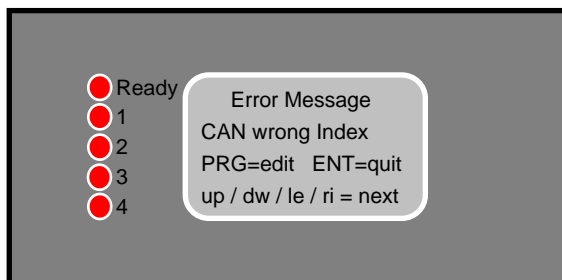 Ready
1
2
3
4
Error Message
CAN wrong Index
PRG=edit ENT=quit
up / dw / le / ri = next